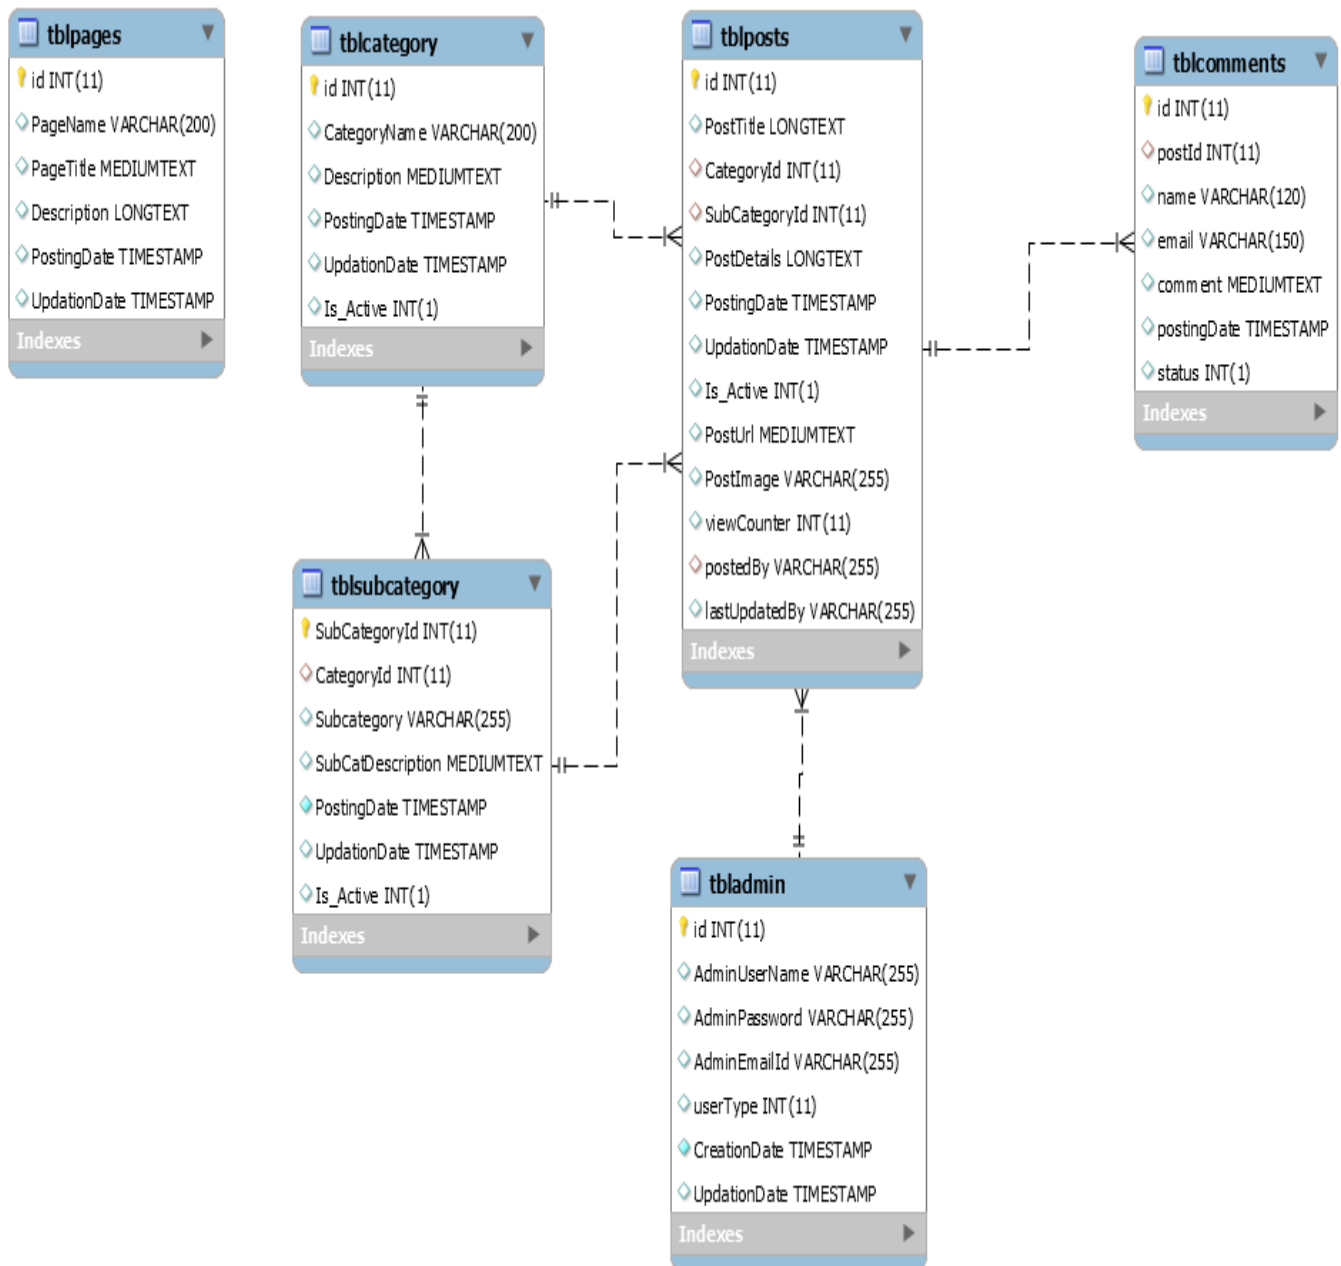 tblpages
id INT(11)
PageName VARCHAR(200)
PageTitle MEDIUMTEXT
Description LONGTEXT
PostingDate TIMESTAMP
UpdationDate TIMESTAMP
Indexes
tblcategory
id INT(11)
CategoryName VARCHAR(200)
Description MEDIUMTEXT
PostingDate TIMESTAMP
UpdationDate TIMESTAMP
Is_Active INT(1)
Indexes
tblposts
id INT(11)
PostTitle LONGTEXT
CategoryId INT(11)
SubCategoryId INT(11)
PostDetails LONGTEXT
PostingDate TIMESTAMP
UpdationDate TIMESTAMP
Is_Active INT(1)
PostUrl MEDIUMTEXT
PostImage VARCHAR(255)
viewCounter INT(11)
postedBy VARCHAR(255)
lastUpdatedBy VARCHAR(255)
Indexes
tblcomments
id INT(11)
postId INT(11)
name VARCHAR(120)
email VARCHAR(150)
comment MEDIUMTEXT
postingDate TIMESTAMP
status INT(1)
Indexes
tblsubcategory
SubCategoryId INT(11)
CategoryId INT(11)
Subcategory VARCHAR(255)
SubCatDescription MEDIUMTEXT
PostingDate TIMESTAMP
UpdationDate TIMESTAMP
Is_Active INT(1)
Indexes
tbladmin
id INT(11)
AdminUserName VARCHAR(255)
AdminPassword VARCHAR(255)
AdminEmailId VARCHAR(255)
userType INT(11)
CreationDate TIMESTAMP
UpdationDate TIMESTAMP
Indexes